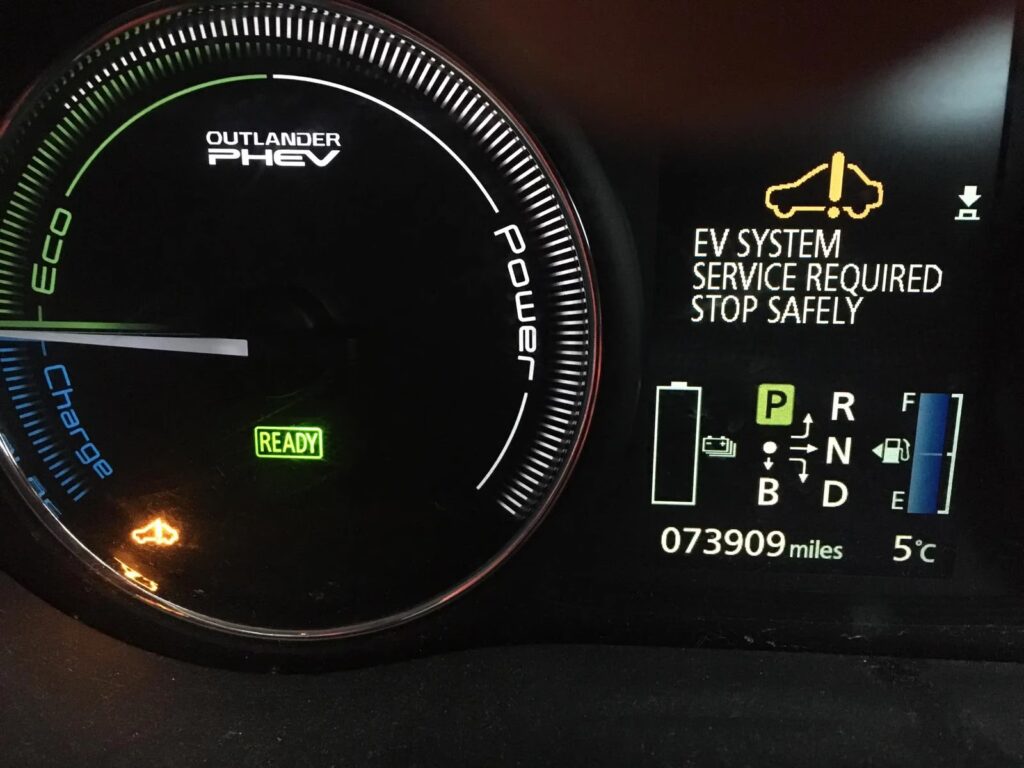 OUTLANDER
PHEV
Eco
Power
Charge
READY
EV SYSTEM
SERVICE REQUIRED
STOP SAFELY
P R
N
B D
F
E
073909 miles
5°C